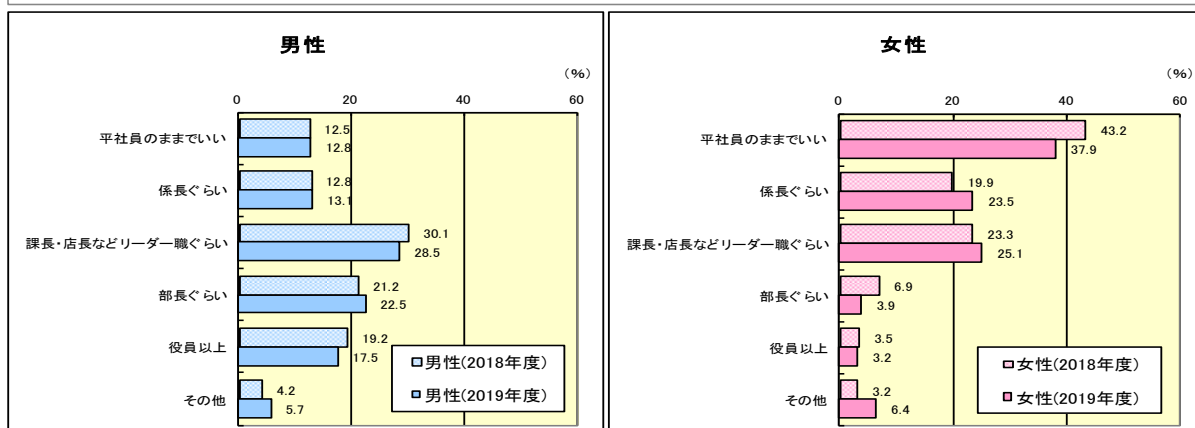 男性
(%)
0 20 40 60
平社員のままでいい 12.5
12.8
係長ぐらい 12.8
13.1
課長・店長などリーダー職ぐらい 30.1
28.5
部長ぐらい 21.2
22.5
役員以上 19.2
17.5
その他 4.2
5.7
男性(2018年度)
男性(2019年度)
女性
(%)
0 20 40 60
平社員のままでいい 43.2
37.9
係長ぐらい 19.9
23.5
課長・店長などリーダー職ぐらい 23.3
25.1
部長ぐらい 6.9
3.9
役員以上 3.5
3.2
その他 3.2
6.4
女性(2018年度)
女性(2019年度)